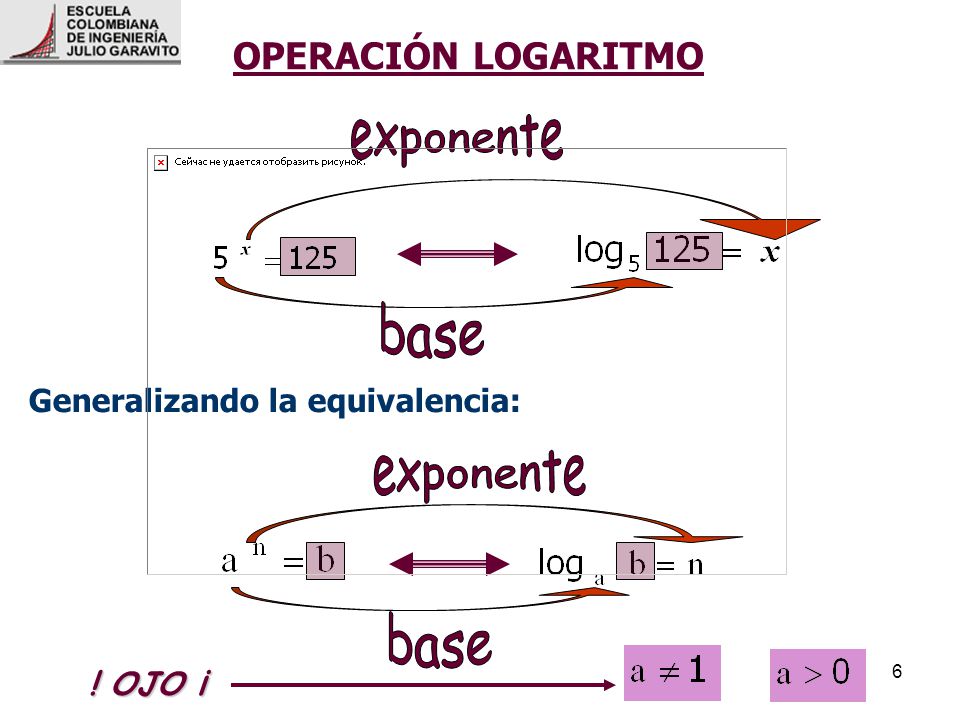 ESCUELA
COLOMBIANA
DE INGENIERÍA
JULIO GARAVITO
OPERACIÓN LOGARITMO
exponente
Сейчас не удается отобразить рисунок.
5^x = 125
log_5 125 = x
base
Generalizando la equivalencia:
exponente
a^n = b
log_a b = n
base
! OJO ¡
a ≠ 1
a > 0
6